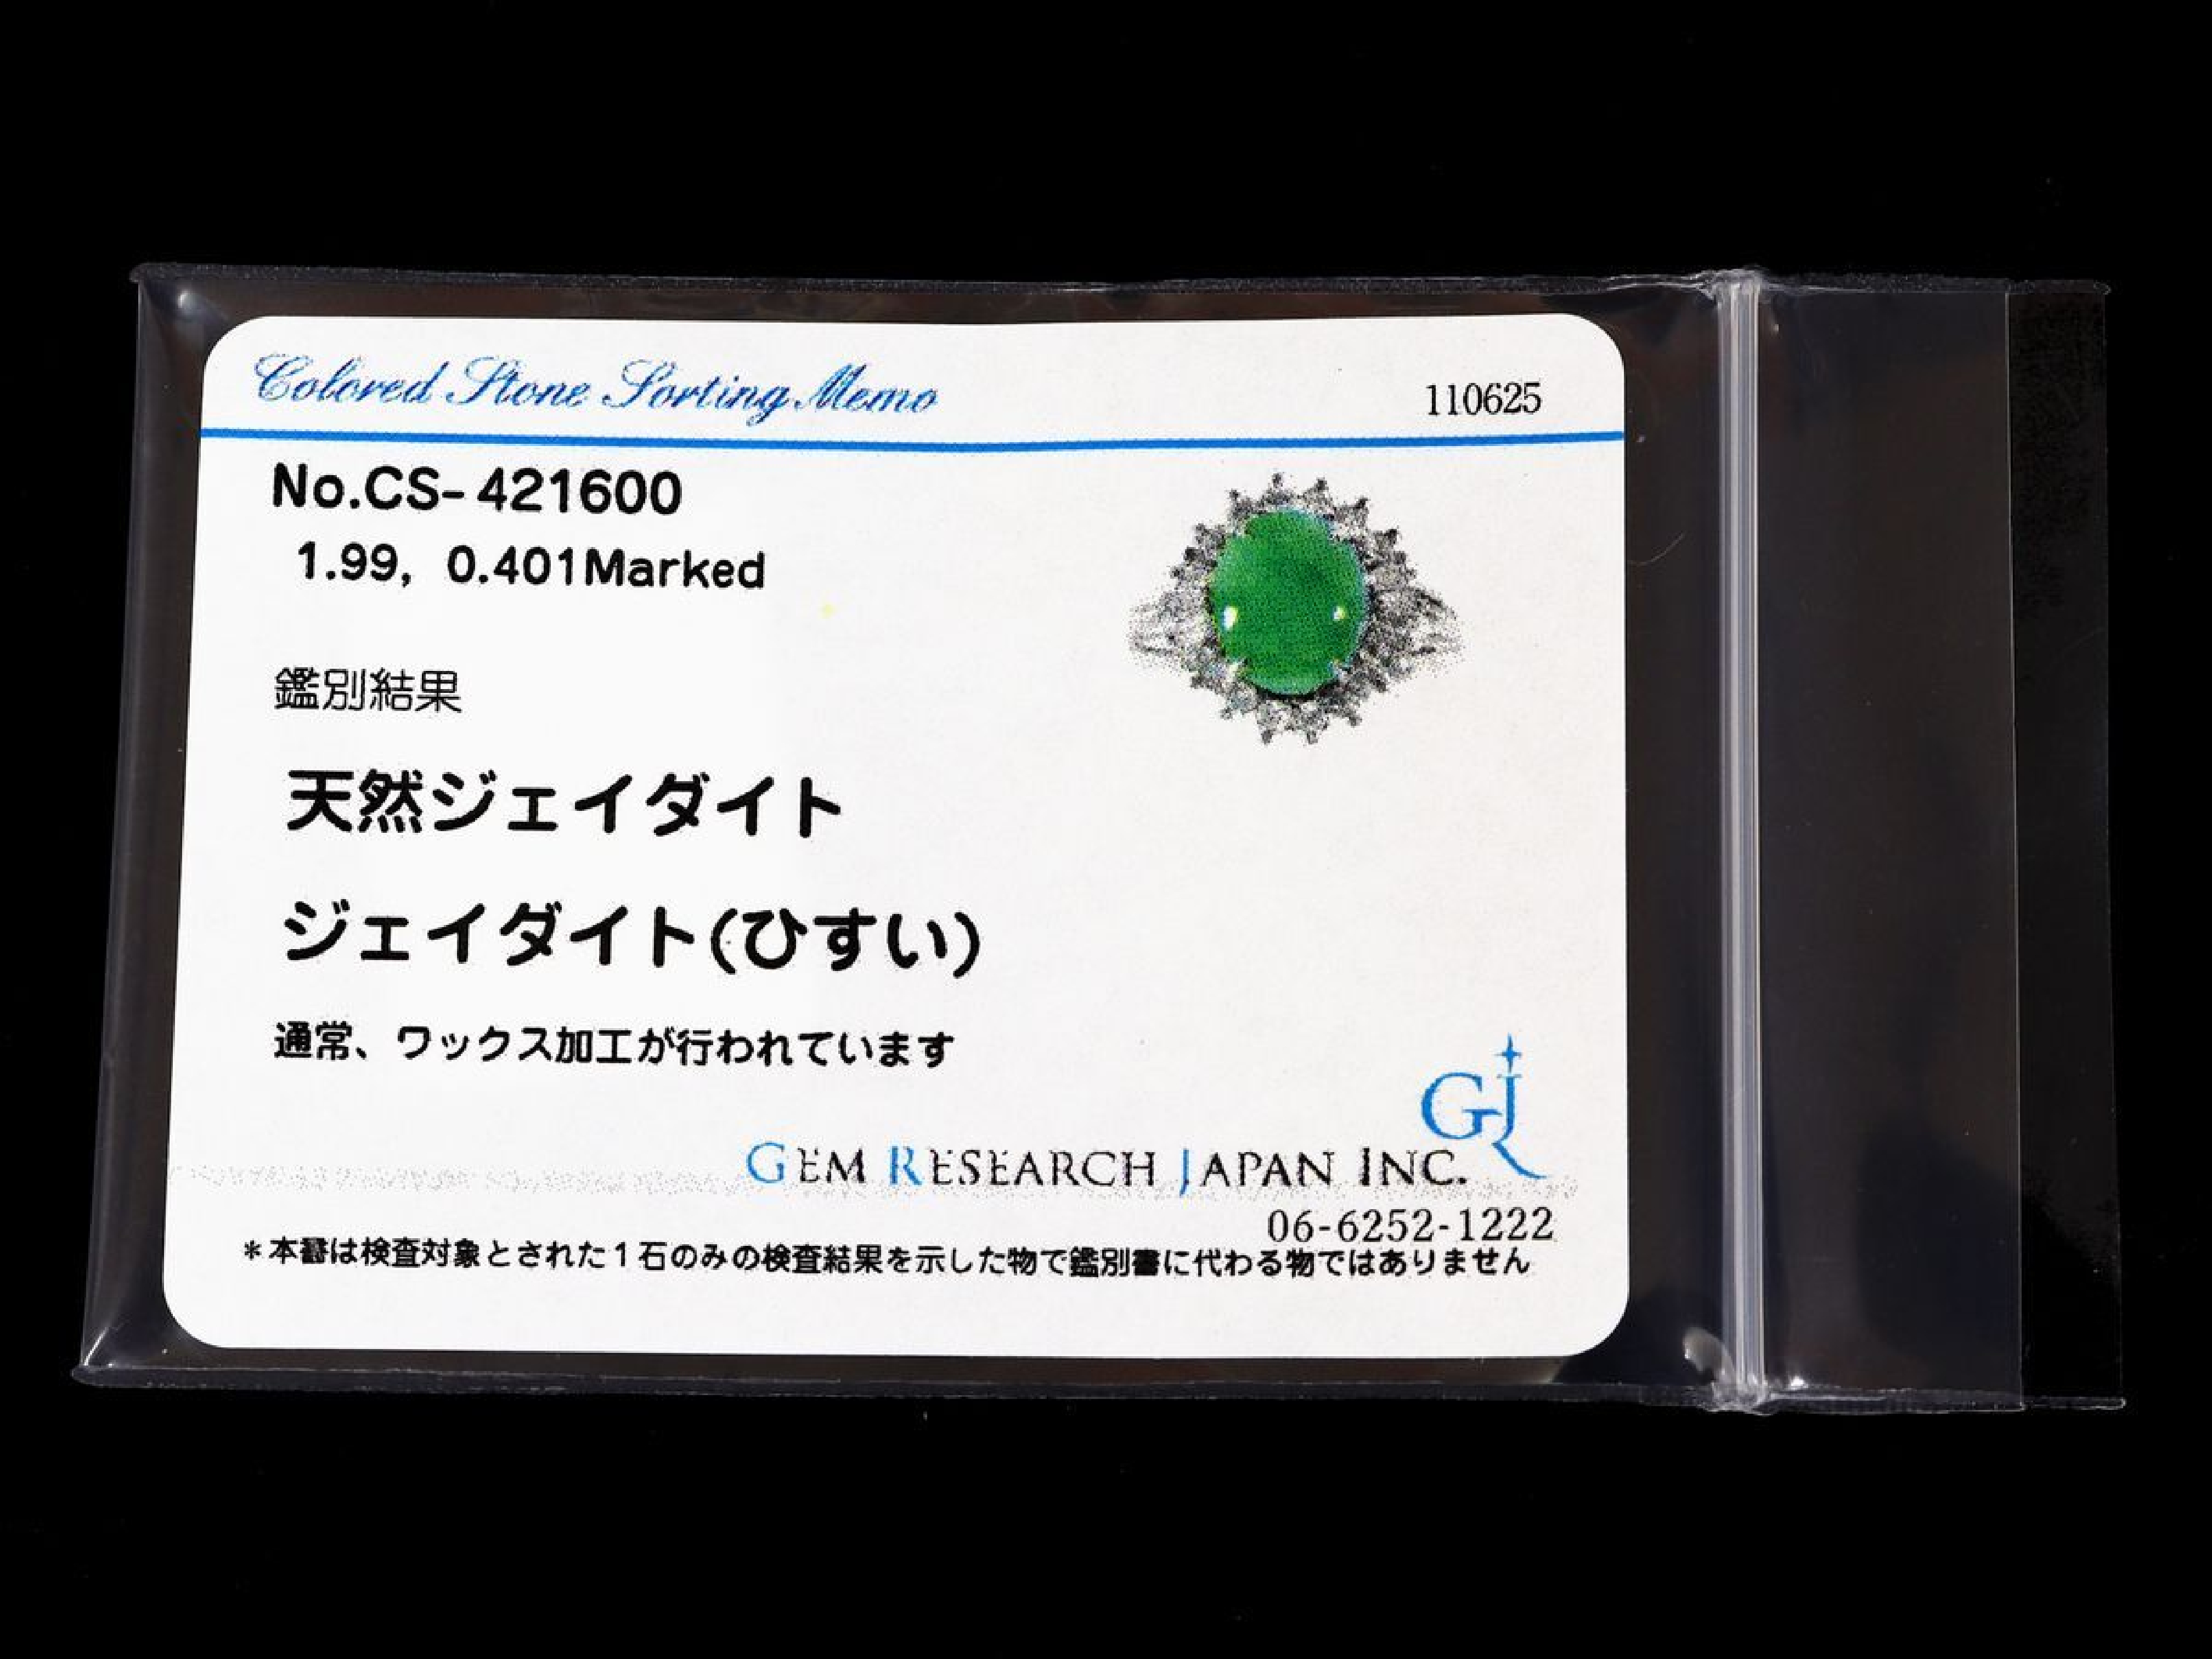 Colored Stone Sorting Memo
110625
No.CS-421600
1.99, 0.401Marked
鑑別結果
天然ジェイダイト
ジェイダイト(ひすい)
通常、ワックス加工が行われています
GJ
GEM RESEARCH JAPAN INC.
06-6252-1222
*本書は検査対象とされた1石のみの検査結果を示した物で鑑別書に代わる物ではありません